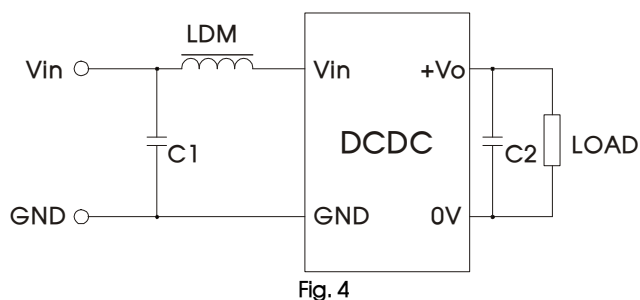 LDM
Vin
Vin
+Vo
C1
DCDC
C2
LOAD
GND
GND
0V
Fig. 4